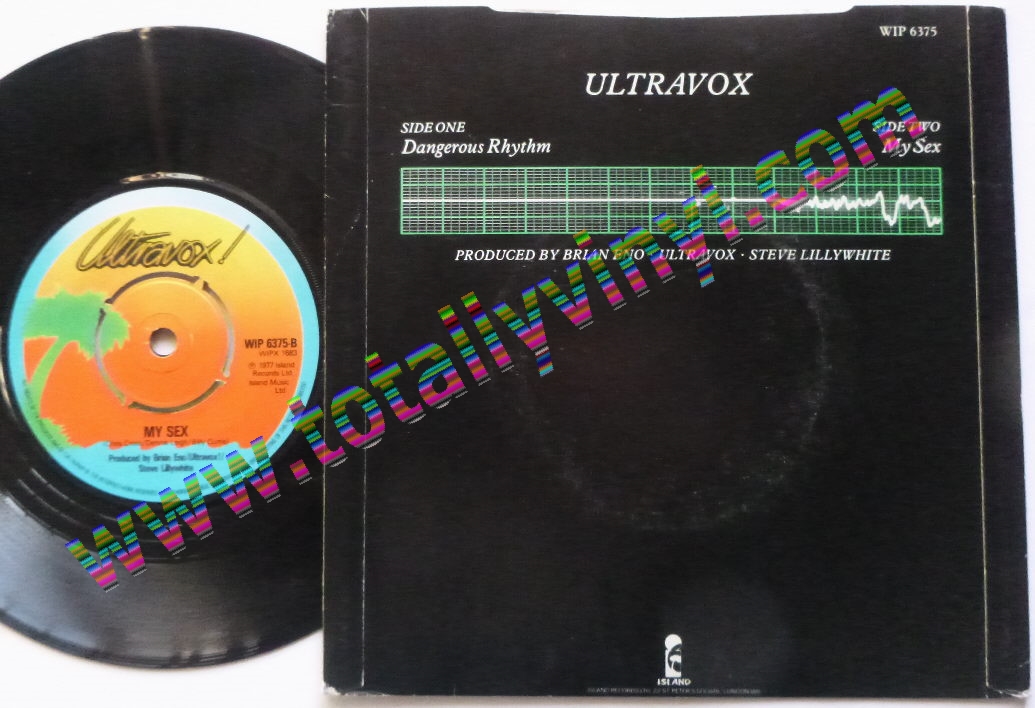 Ultravox!
WIP 6375-B
WIPX 1683
℗ 1977 Island
Records Ltd
Island Music
Ltd
MY SEX
Produced by Brian Eno/Ultravox!/
Steve Lillywhite
WIP 6375
ULTRAVOX
SIDE ONE
Dangerous Rhythm
SIDE TWO
My Sex
PRODUCED BY BRIAN ENO · ULTRAVOX · STEVE LILLYWHITE
ISLAND
www.totallyvinyl.com